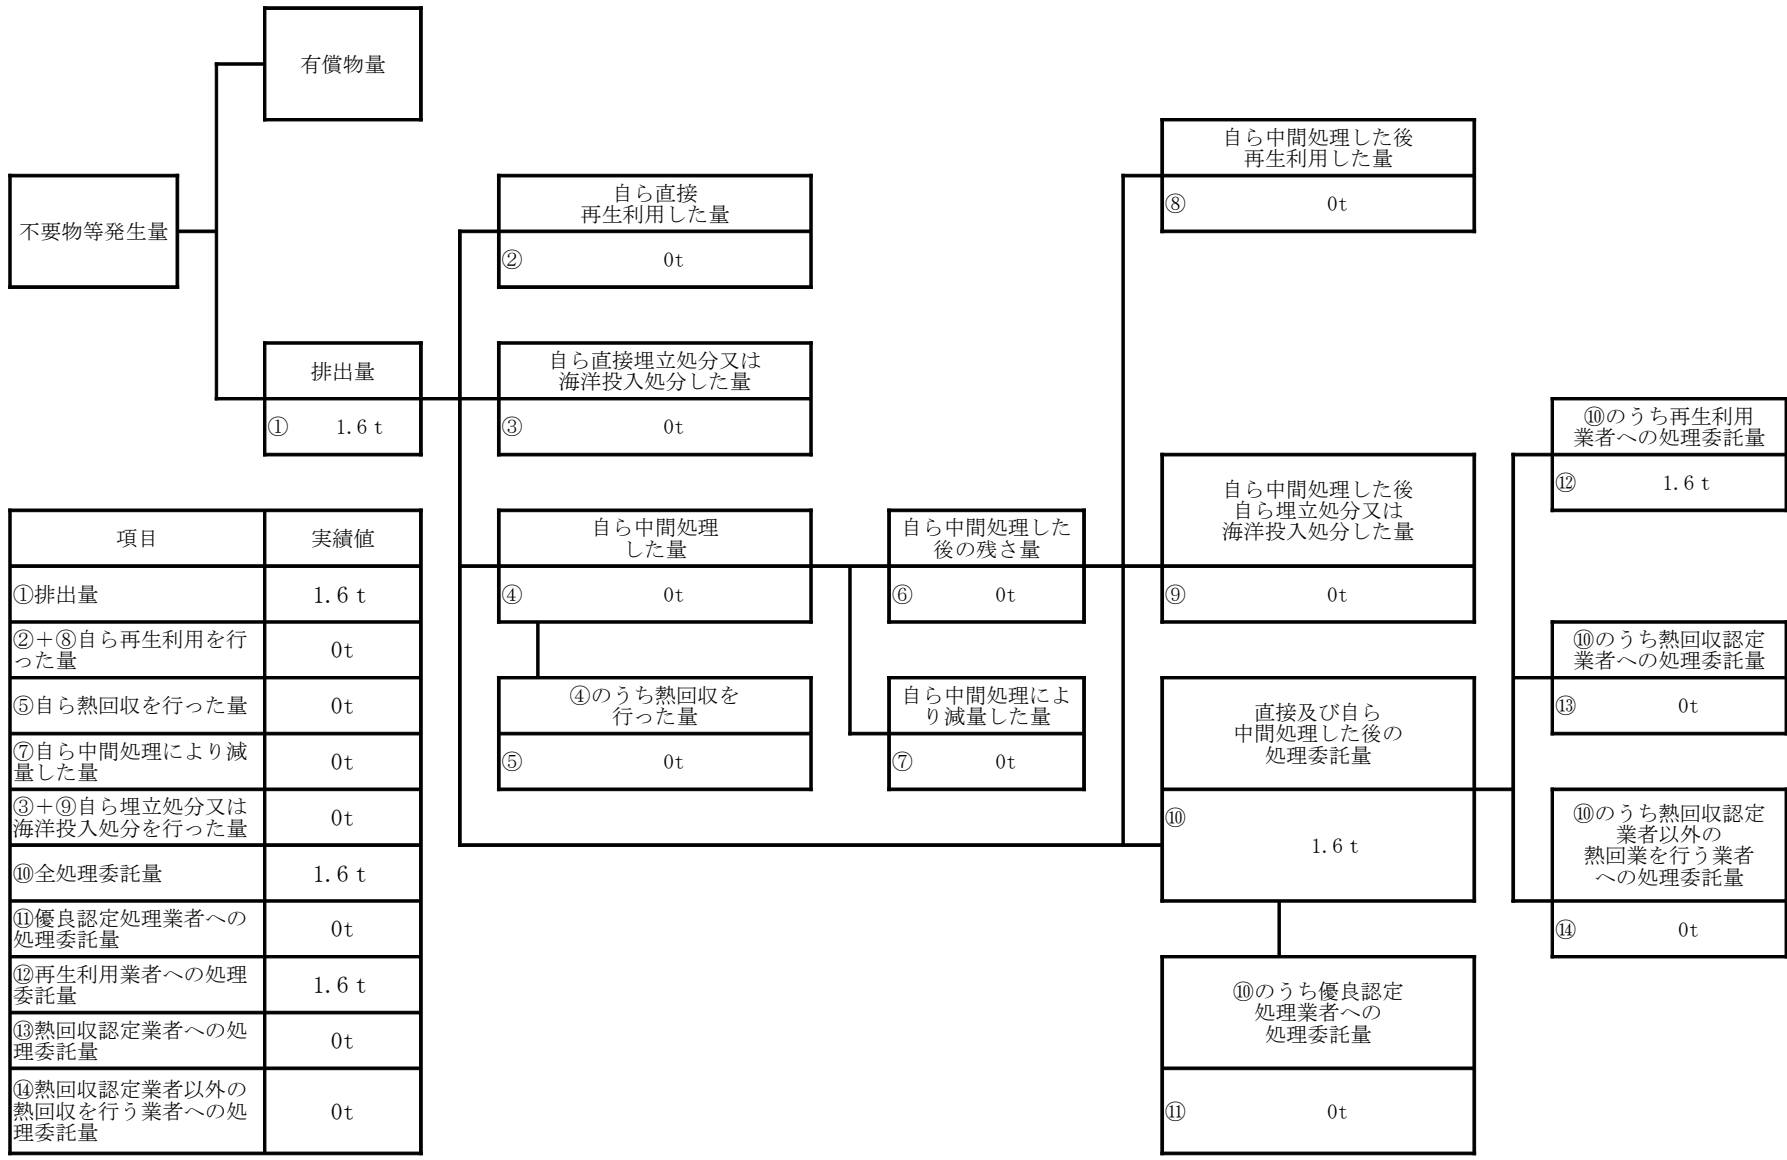 有償物量
不要物等発生量
排出量
① 1.6 t
自ら直接
再生利用した量
② 0t
自ら直接埋立処分又は
海洋投入処分した量
③ 0t
自ら中間処理
した量
④ 0t
④のうち熱回収を
行った量
⑤ 0t
自ら中間処理した
後の残さ量
⑥ 0t
自ら中間処理によ
り減量した量
⑦ 0t
自ら中間処理した後
再生利用した量
⑧ 0t
自ら中間処理した後
自ら埋立処分又は
海洋投入処分した量
⑨ 0t
直接及び自ら
中間処理した後の
処理委託量
⑩
1.6 t
⑩のうち優良認定
処理業者への
処理委託量
⑪ 0t
⑩のうち再生利用
業者への処理委託量
⑫ 1.6 t
⑩のうち熱回収認定
業者への処理委託量
⑬ 0t
⑩のうち熱回収認定
業者以外の
熱回業を行う業者
への処理委託量
⑭ 0t
項目 実績値
①排出量 1.6 t
②＋⑧自ら再生利用を行
った量 0t
⑤自ら熱回収を行った量 0t
⑦自ら中間処理により減
量した量 0t
③＋⑨自ら埋立処分又は
海洋投入処分を行った量 0t
⑩全処理委託量 1.6 t
⑪優良認定処理業者への
処理委託量 0t
⑫再生利用業者への処理
委託量 1.6 t
⑬熱回収認定業者への処
理委託量 0t
⑭熱回収認定業者以外の
熱回収を行う業者への処
理委託量 0t